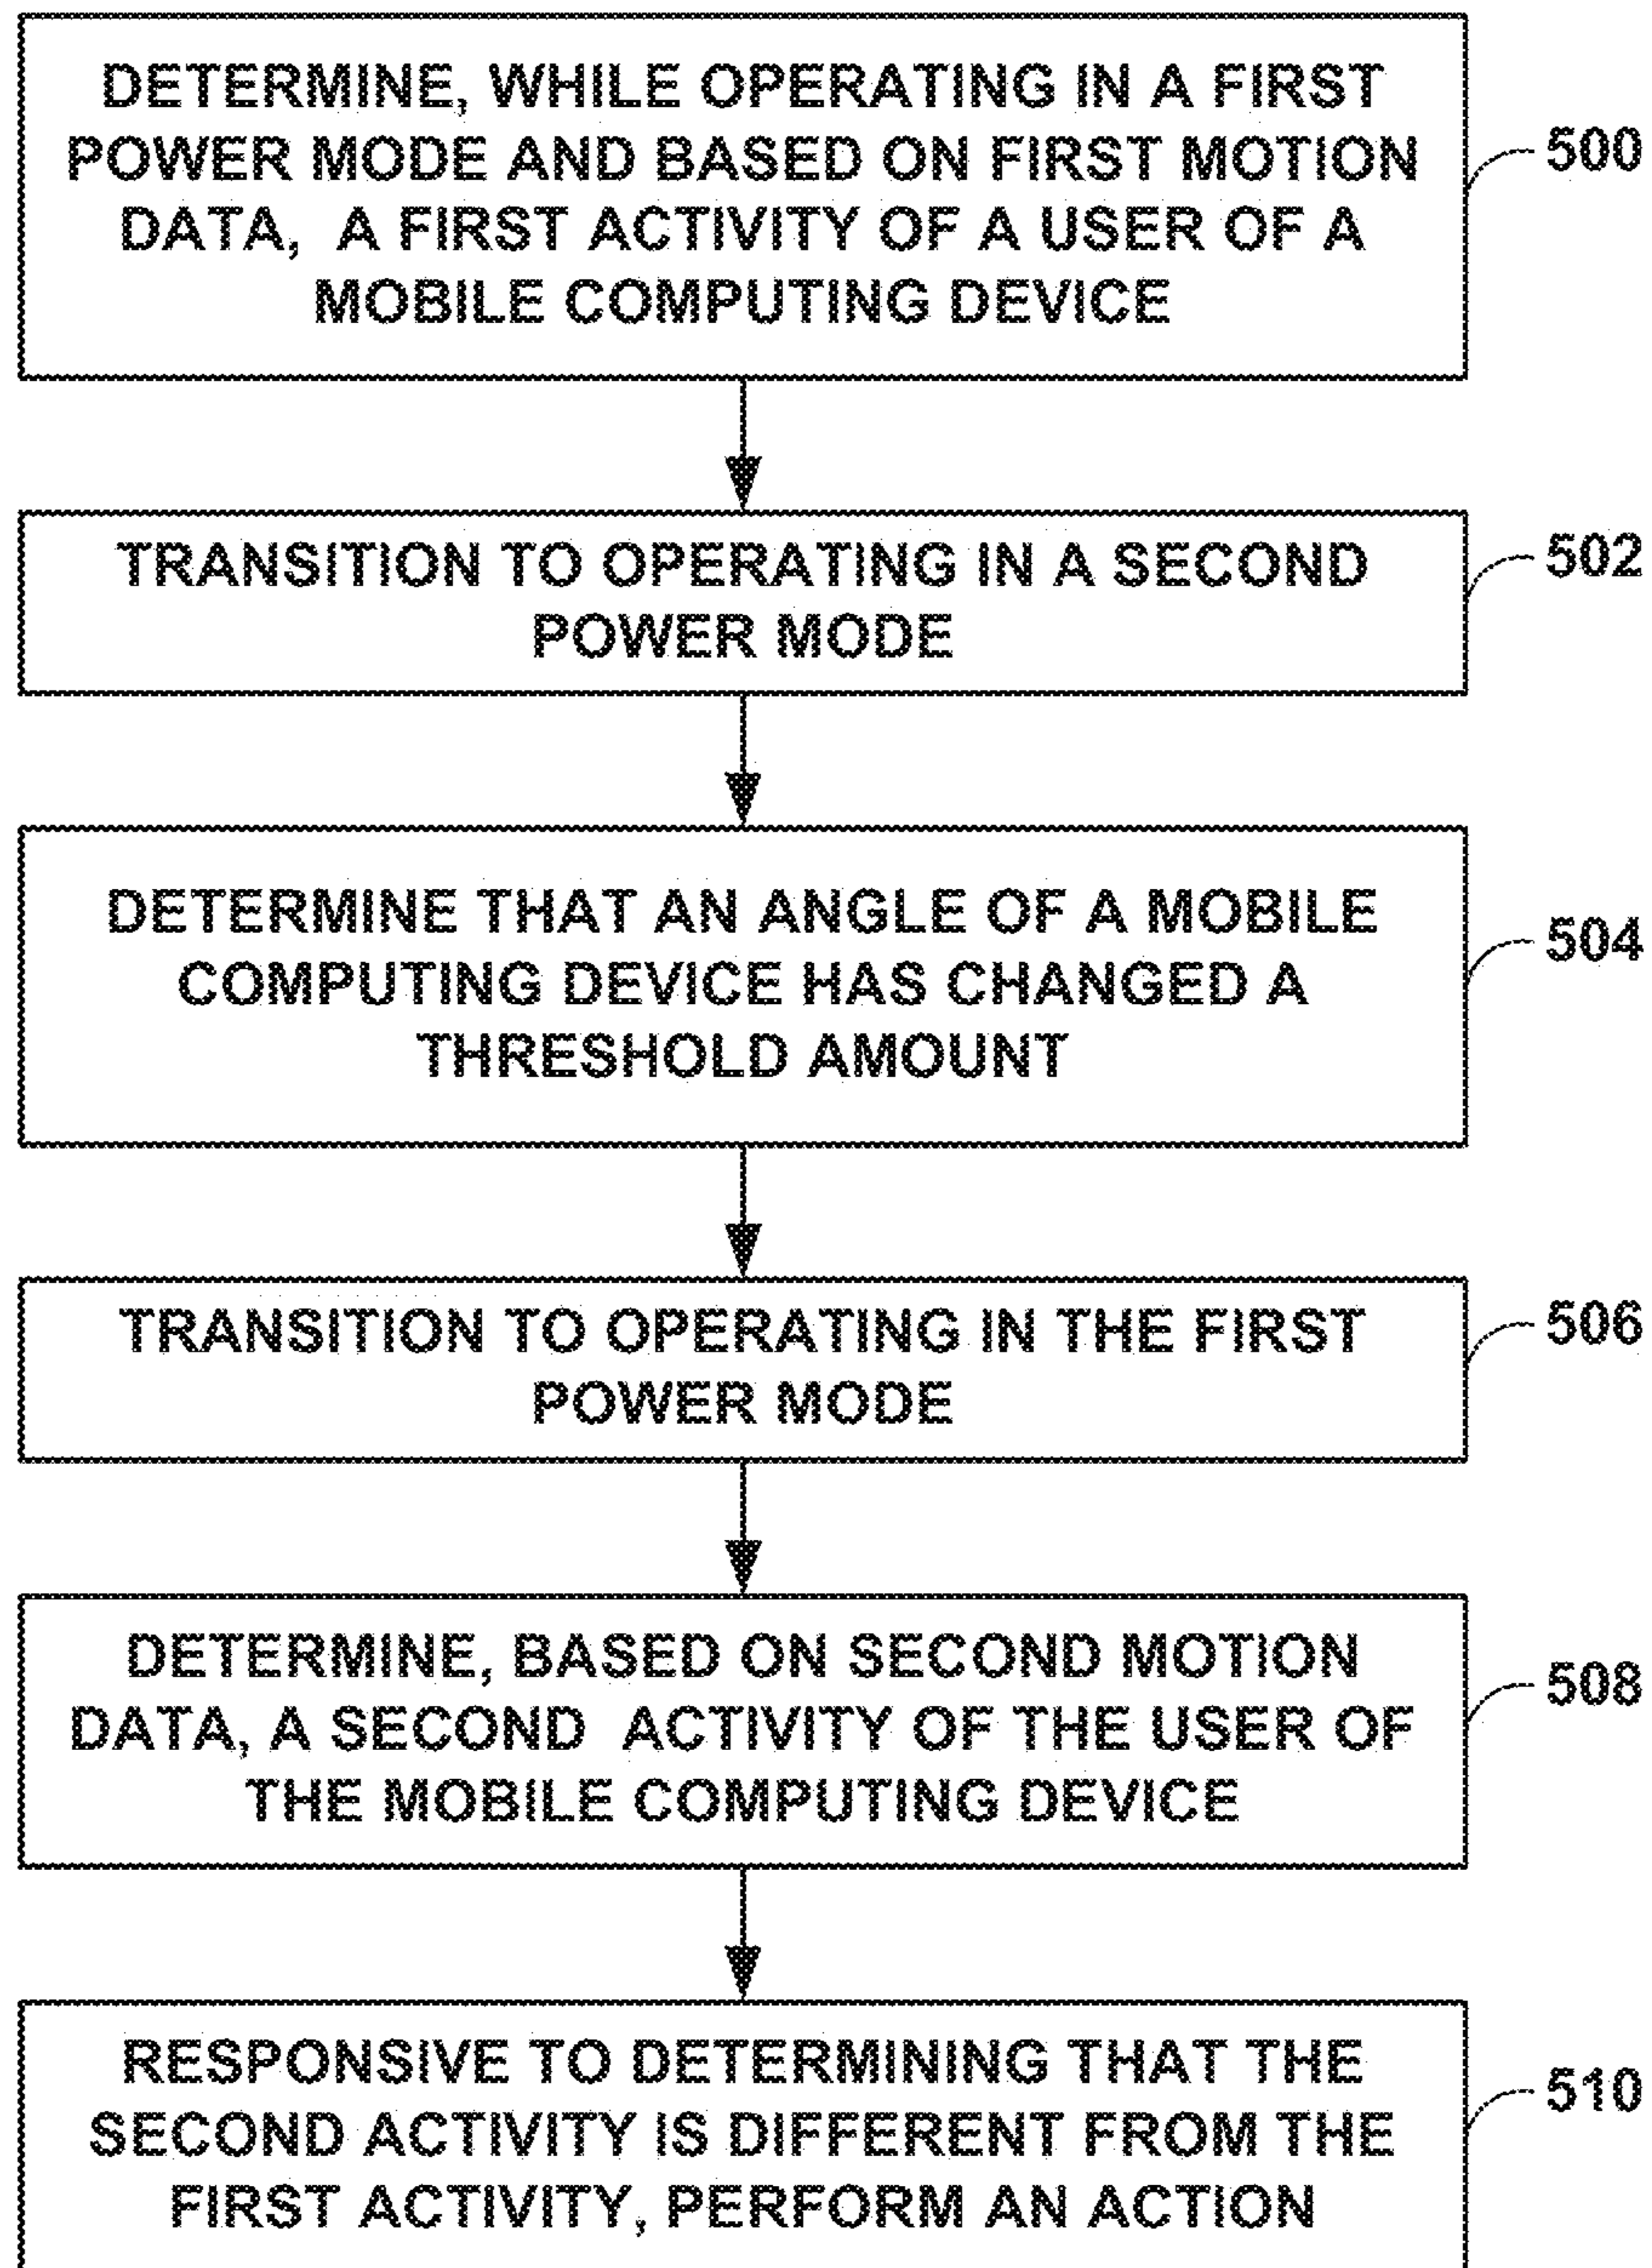 DETERMINE, WHILE OPERATING IN A FIRST
POWER MODE AND BASED ON FIRST MOTION
DATA, A FIRST ACTIVITY OF A USER OF A
MOBILE COMPUTING DEVICE
500
TRANSITION TO OPERATING IN A SECOND
POWER MODE
502
DETERMINE THAT AN ANGLE OF A MOBILE
COMPUTING DEVICE HAS CHANGED A
THRESHOLD AMOUNT
504
TRANSITION TO OPERATING IN THE FIRST
POWER MODE
506
DETERMINE, BASED ON SECOND MOTION
DATA, A SECOND ACTIVITY OF THE USER OF
THE MOBILE COMPUTING DEVICE
508
RESPONSIVE TO DETERMINING THAT THE
SECOND ACTIVITY IS DIFFERENT FROM THE
FIRST ACTIVITY, PERFORM AN ACTION
510